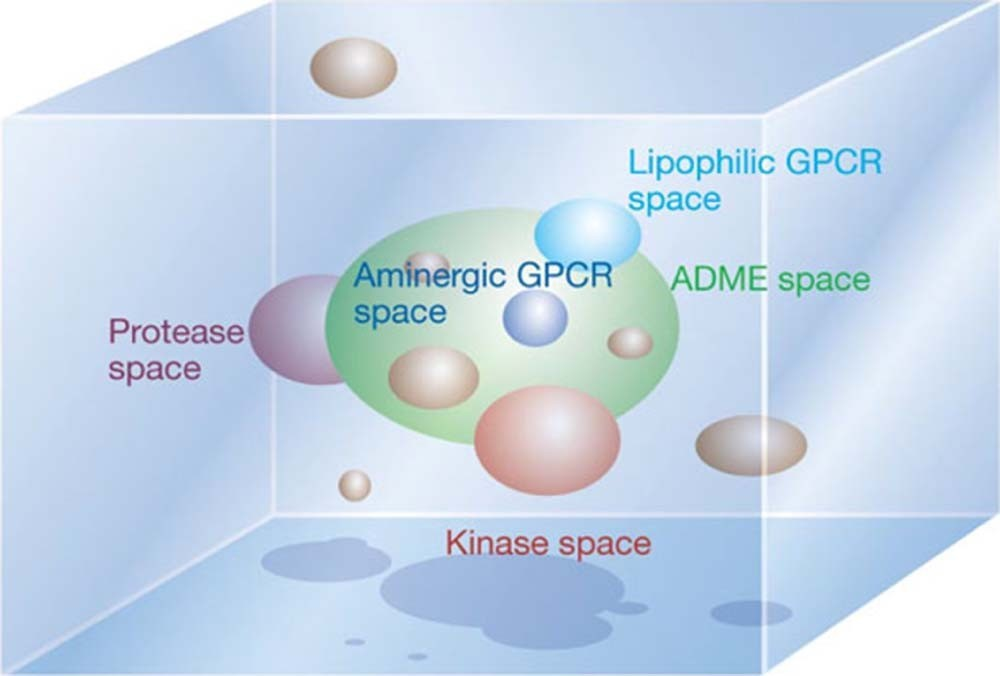 Lipophilic GPCR
space
Aminergic GPCR
space
ADME space
Protease
space
Kinase space